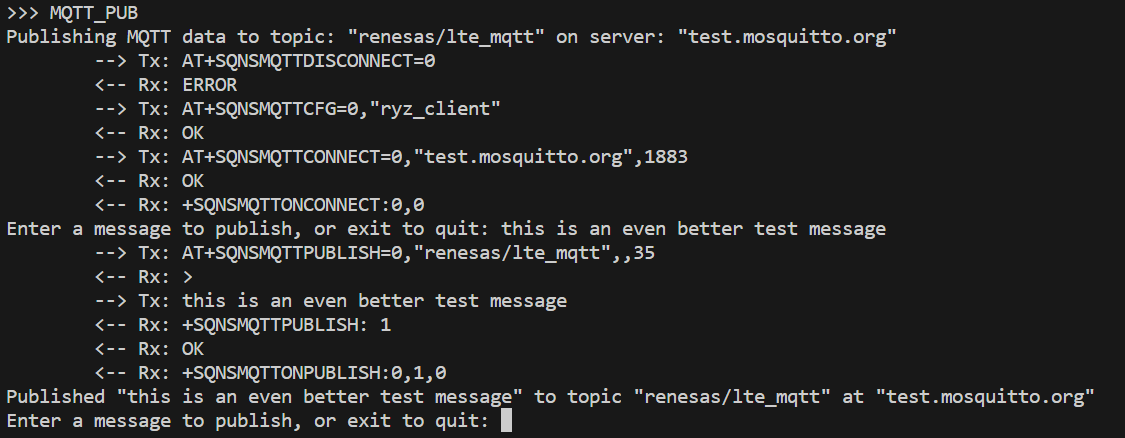 >>> MQTT_PUB
Publishing MQTT data to topic: "renesas/lte_mqtt" on server: "test.mosquitto.org"
--> Tx: AT+SQNSMQTTDISCONNECT=0
<-- Rx: ERROR
--> Tx: AT+SQNSMQTTCFG=0,"ryz_client"
<-- Rx: OK
--> Tx: AT+SQNSMQTTCONNECT=0,"test.mosquitto.org",1883
<-- Rx: OK
<-- Rx: +SQNSMQTTONCONNECT:0,0
Enter a message to publish, or exit to quit: this is an even better test message
--> Tx: AT+SQNSMQTTPUBLISH=0,"renesas/lte_mqtt",,35
<-- Rx: >
--> Tx: this is an even better test message
<-- Rx: +SQNSMQTTPUBLISH: 1
<-- Rx: OK
<-- Rx: +SQNSMQTTONPUBLISH:0,1,0
Published "this is an even better test message" to topic "renesas/lte_mqtt" at "test.mosquitto.org"
Enter a message to publish, or exit to quit: